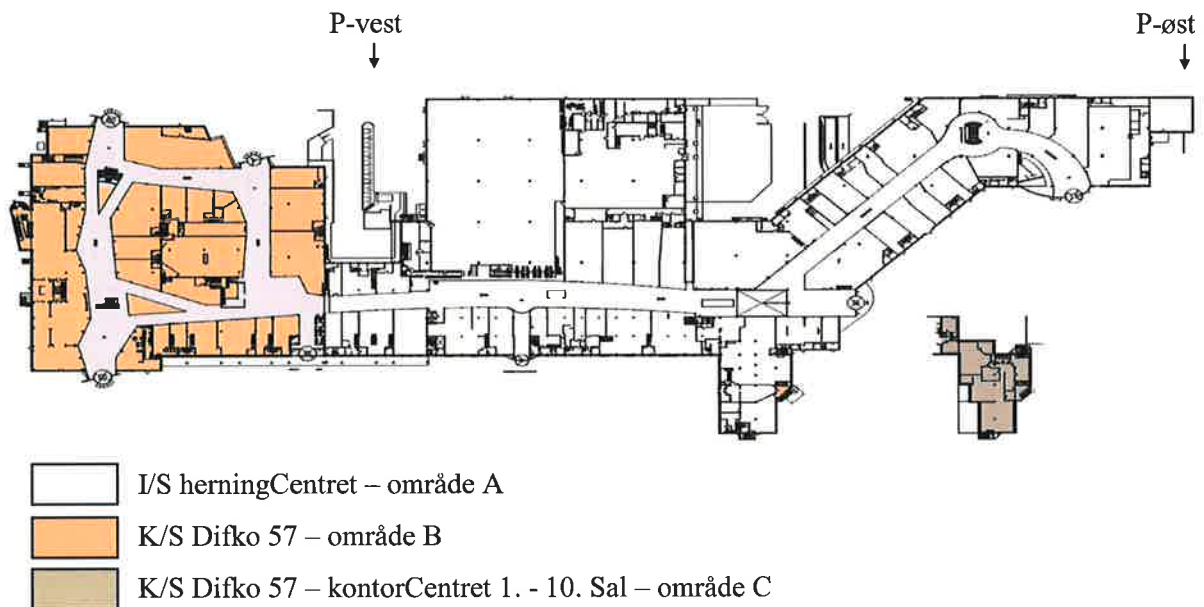 P-vest
P-øst
I/S herningCentret – område A
K/S Difko 57 – område B
K/S Difko 57 – kontorCentret 1. - 10. Sal – område C